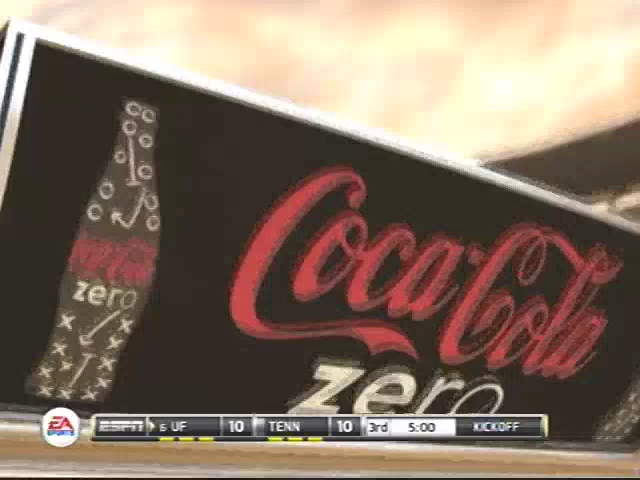 Coca-Cola
zero
Coca-Cola
zero
EA
SPORTS
ESPN 6 UF 10 TENN 10 3rd 5:00 KICKOFF